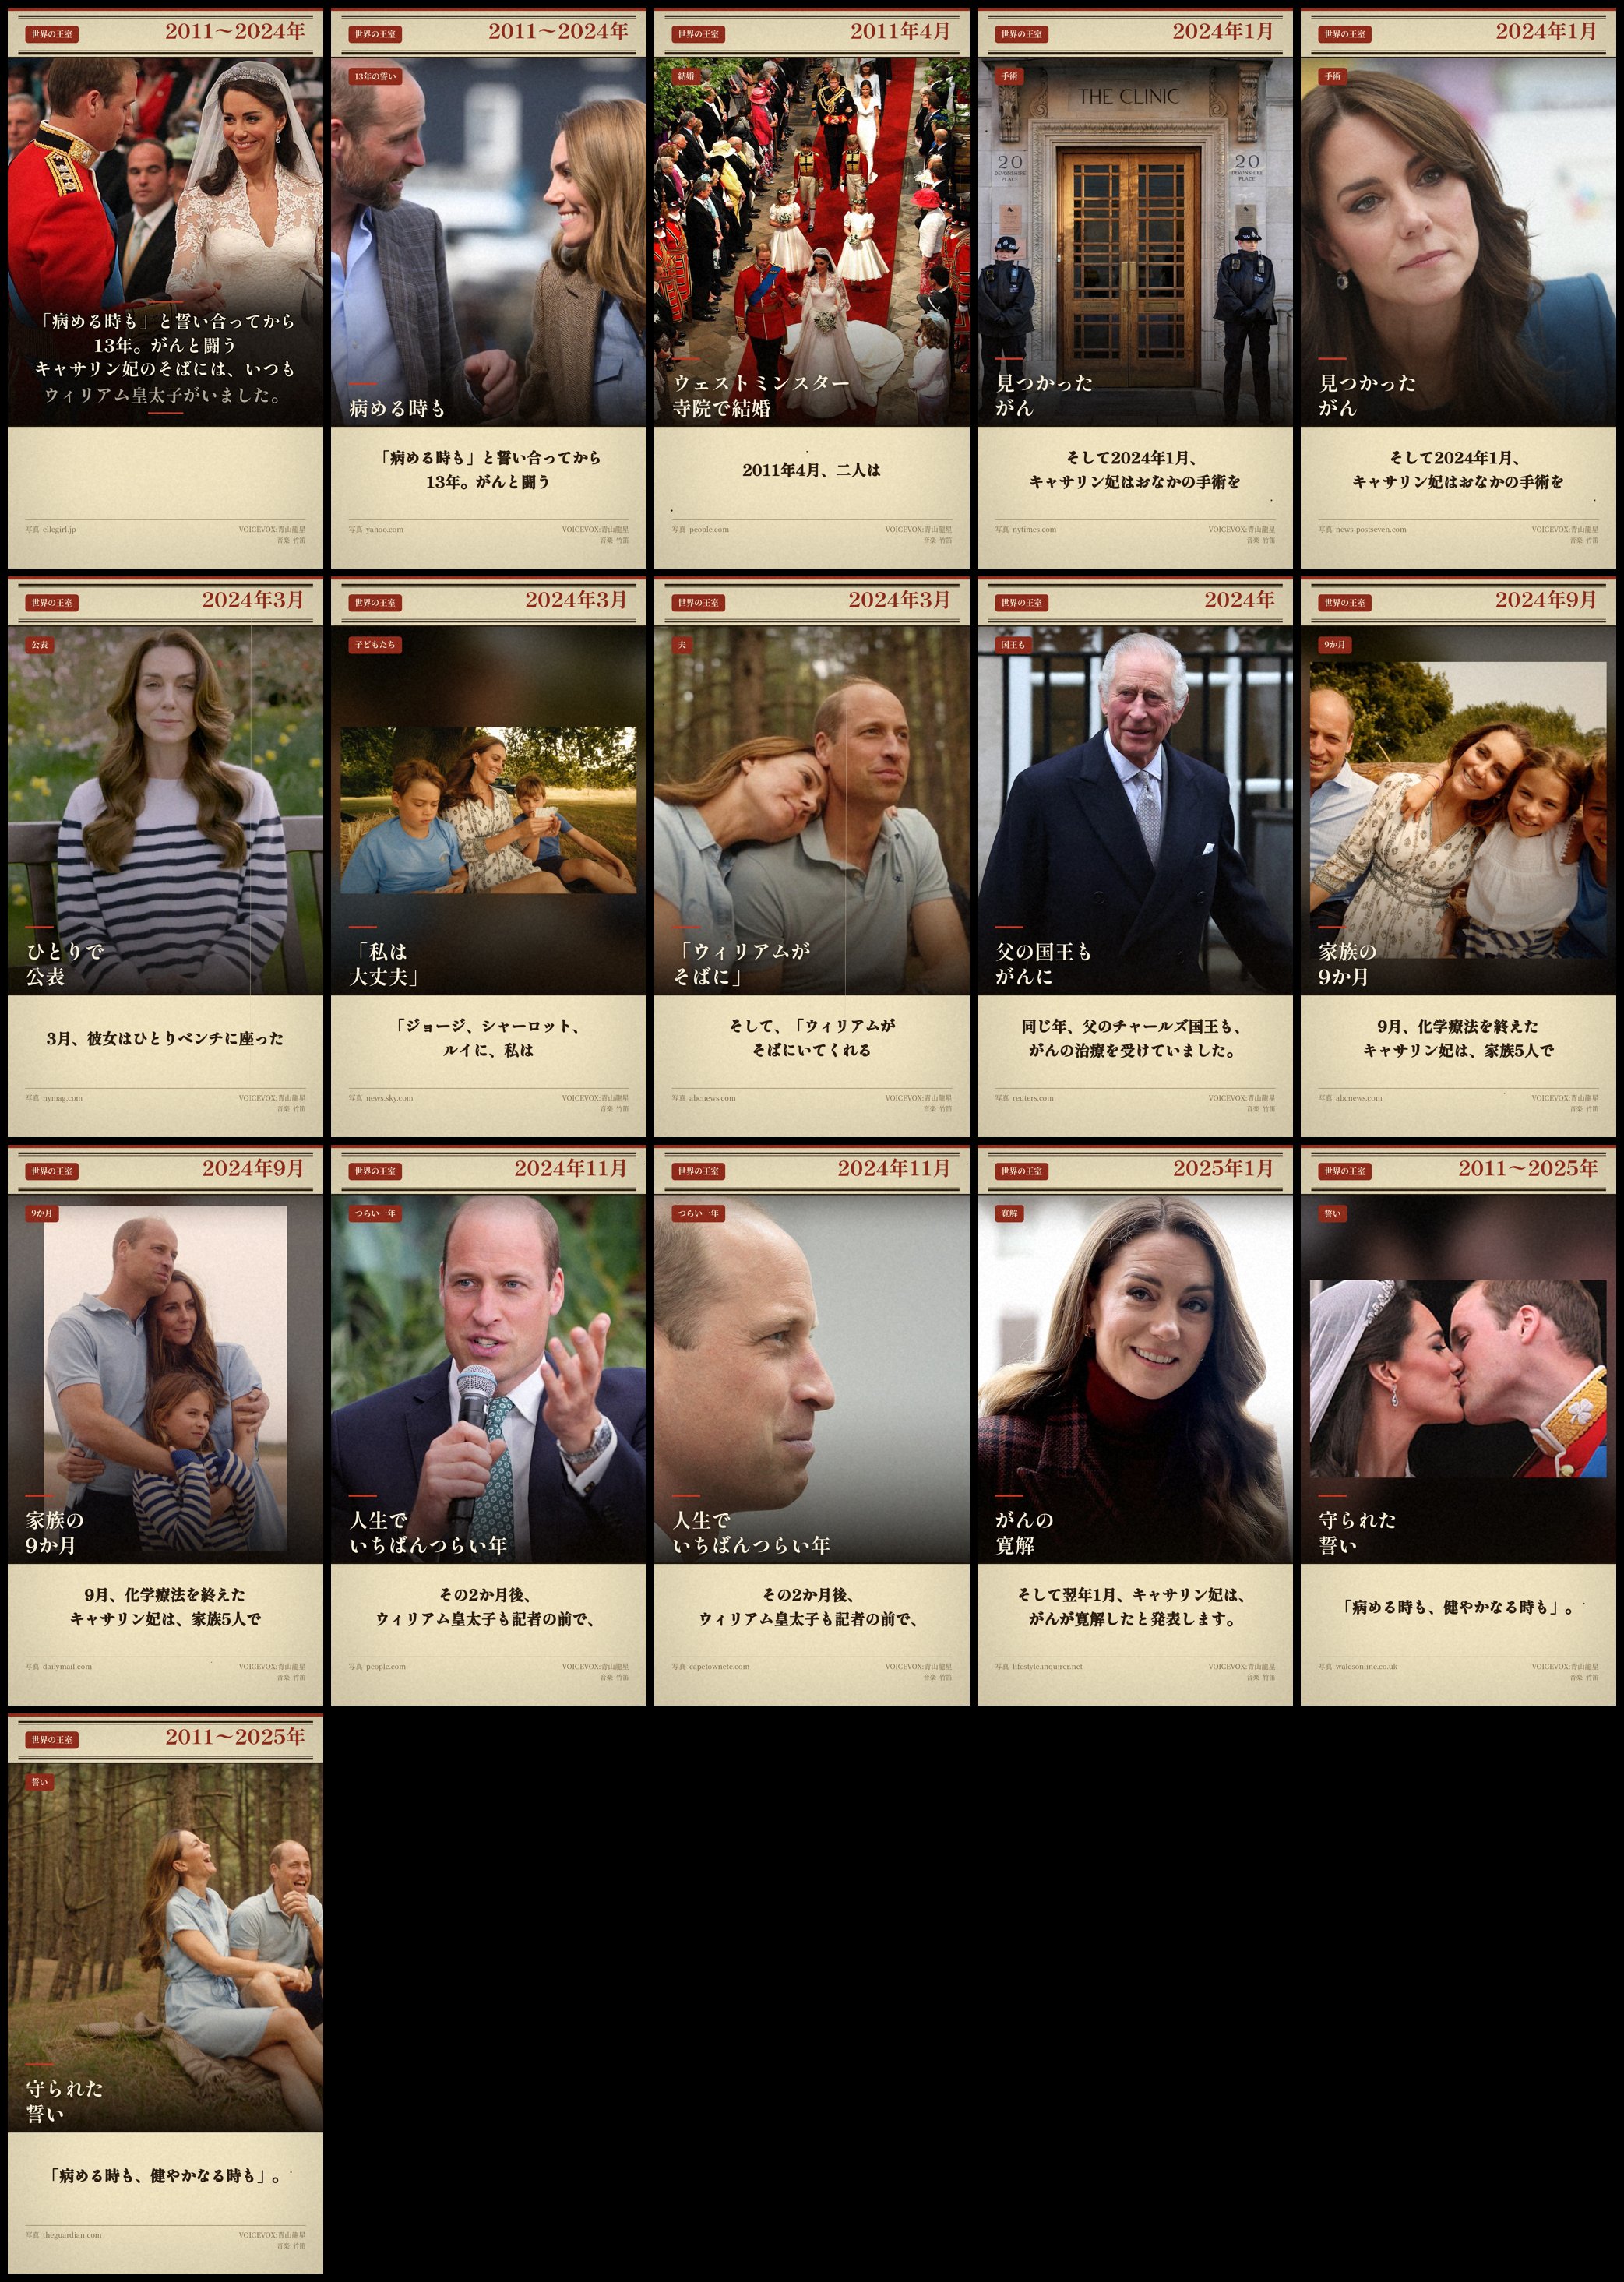 世界の王室
2011～2024年
「病める時も」と誓い合ってから
13年。がんと闘う
キャサリン妃のそばには、いつも
ウィリアム皇太子がいました。
写真 ellegirl.jp
世界の王室
2011～2024年
13年の誓い
病める時も
「病める時も」と誓い合ってから
13年。がんと闘う
写真 yahoo.com
VOICEVOX:青山龍星
音楽 竹笛
世界の王室
2011年4月
結婚
ウェストミンスター
寺院で結婚
2011年4月、二人は
写真 people.com
VOICEVOX:青山龍星
音楽 竹笛
世界の王室
2024年1月
手術
THE CLINIC
20
DEVONSHIRE
PLACE
20
DEVONSHIRE
PLACE
見つかった
がん
そして2024年1月、
キャサリン妃はおなかの手術を
写真 nytimes.com
VOICEVOX:青山龍星
音楽 竹笛
世界の王室
2024年1月
手術
見つかった
がん
そして2024年1月、
キャサリン妃はおなかの手術を
写真 news-postseven.com
VOICEVOX:青山龍星
音楽 竹笛
世界の王室
2024年3月
公表
ひとりで
公表
3月、彼女はひとりベンチに座った
写真 nymag.com
VOICEVOX:青山龍星
音楽 竹笛
世界の王室
2024年3月
子どもたち
「私は
大丈夫」
「ジョージ、シャーロット、
ルイに、私は
写真 news.sky.com
VOICEVOX:青山龍星
音楽 竹笛
世界の王室
2024年3月
夫
「ウィリアムが
そばに」
そして、「ウィリアムが
そばにいてくれる
写真 abcnews.com
VOICEVOX:青山龍星
音楽 竹笛
世界の王室
2024年
国王も
父の国王も
がんに
同じ年、父のチャールズ国王も、
がんの治療を受けていました。
写真 reuters.com
VOICEVOX:青山龍星
音楽 竹笛
世界の王室
2024年9月
9か月
家族の
9か月
9月、化学療法を終えた
キャサリン妃は、家族5人で
写真 abcnews.com
VOICEVOX:青山龍星
音楽 竹笛
世界の王室
2024年9月
9か月
家族の
9か月
9月、化学療法を終えた
キャサリン妃は、家族5人で
写真 dailymail.com
VOICEVOX:青山龍星
音楽 竹笛
世界の王室
2024年11月
つらい一年
人生で
いちばんつらい年
その2か月後、
ウィリアム皇太子も記者の前で、
写真 people.com
VOICEVOX:青山龍星
音楽 竹笛
世界の王室
2024年11月
つらい一年
人生で
いちばんつらい年
その2か月後、
ウィリアム皇太子も記者の前で、
写真 capetownetc.com
VOICEVOX:青山龍星
音楽 竹笛
世界の王室
2025年1月
寛解
がんの
寛解
そして翌年1月、キャサリン妃は、
がんが寛解したと発表します。
写真 lifestyle.inquirer.net
VOICEVOX:青山龍星
音楽 竹笛
世界の王室
2011～2025年
誓い
守られた
誓い
「病める時も、健やかなる時も」。
写真 walesonline.co.uk
VOICEVOX:青山龍星
音楽 竹笛
世界の王室
2011～2025年
誓い
守られた
誓い
「病める時も、健やかなる時も」。
写真 theguardian.com
VOICEVOX:青山龍星
音楽 竹笛